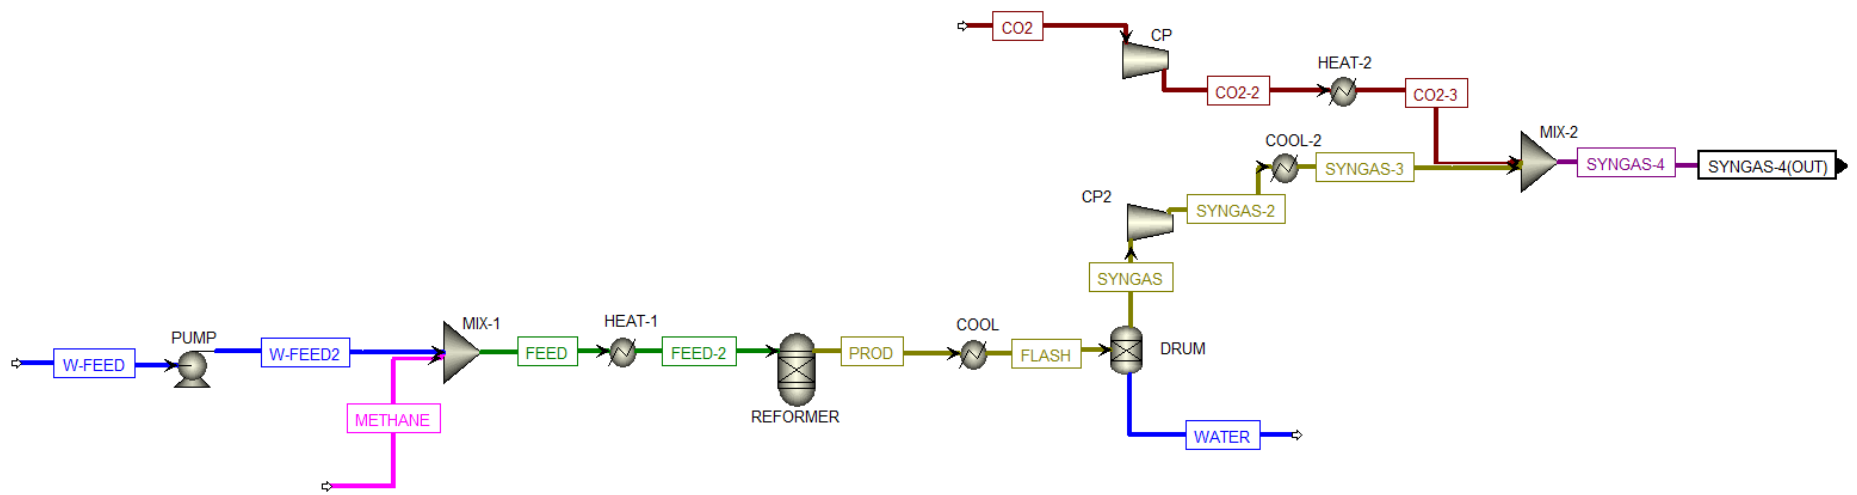 CO2
CP
HEAT-2
CO2-2
CO2-3
MIX-2
COOL-2
SYNGAS-3
SYNGAS-4
SYNGAS-4(OUT)
CP2
SYNGAS-2
SYNGAS
PUMP
MIX-1
HEAT-1
COOL
DRUM
W-FEED
W-FEED2
FEED
FEED-2
PROD
FLASH
METHANE
REFORMER
WATER